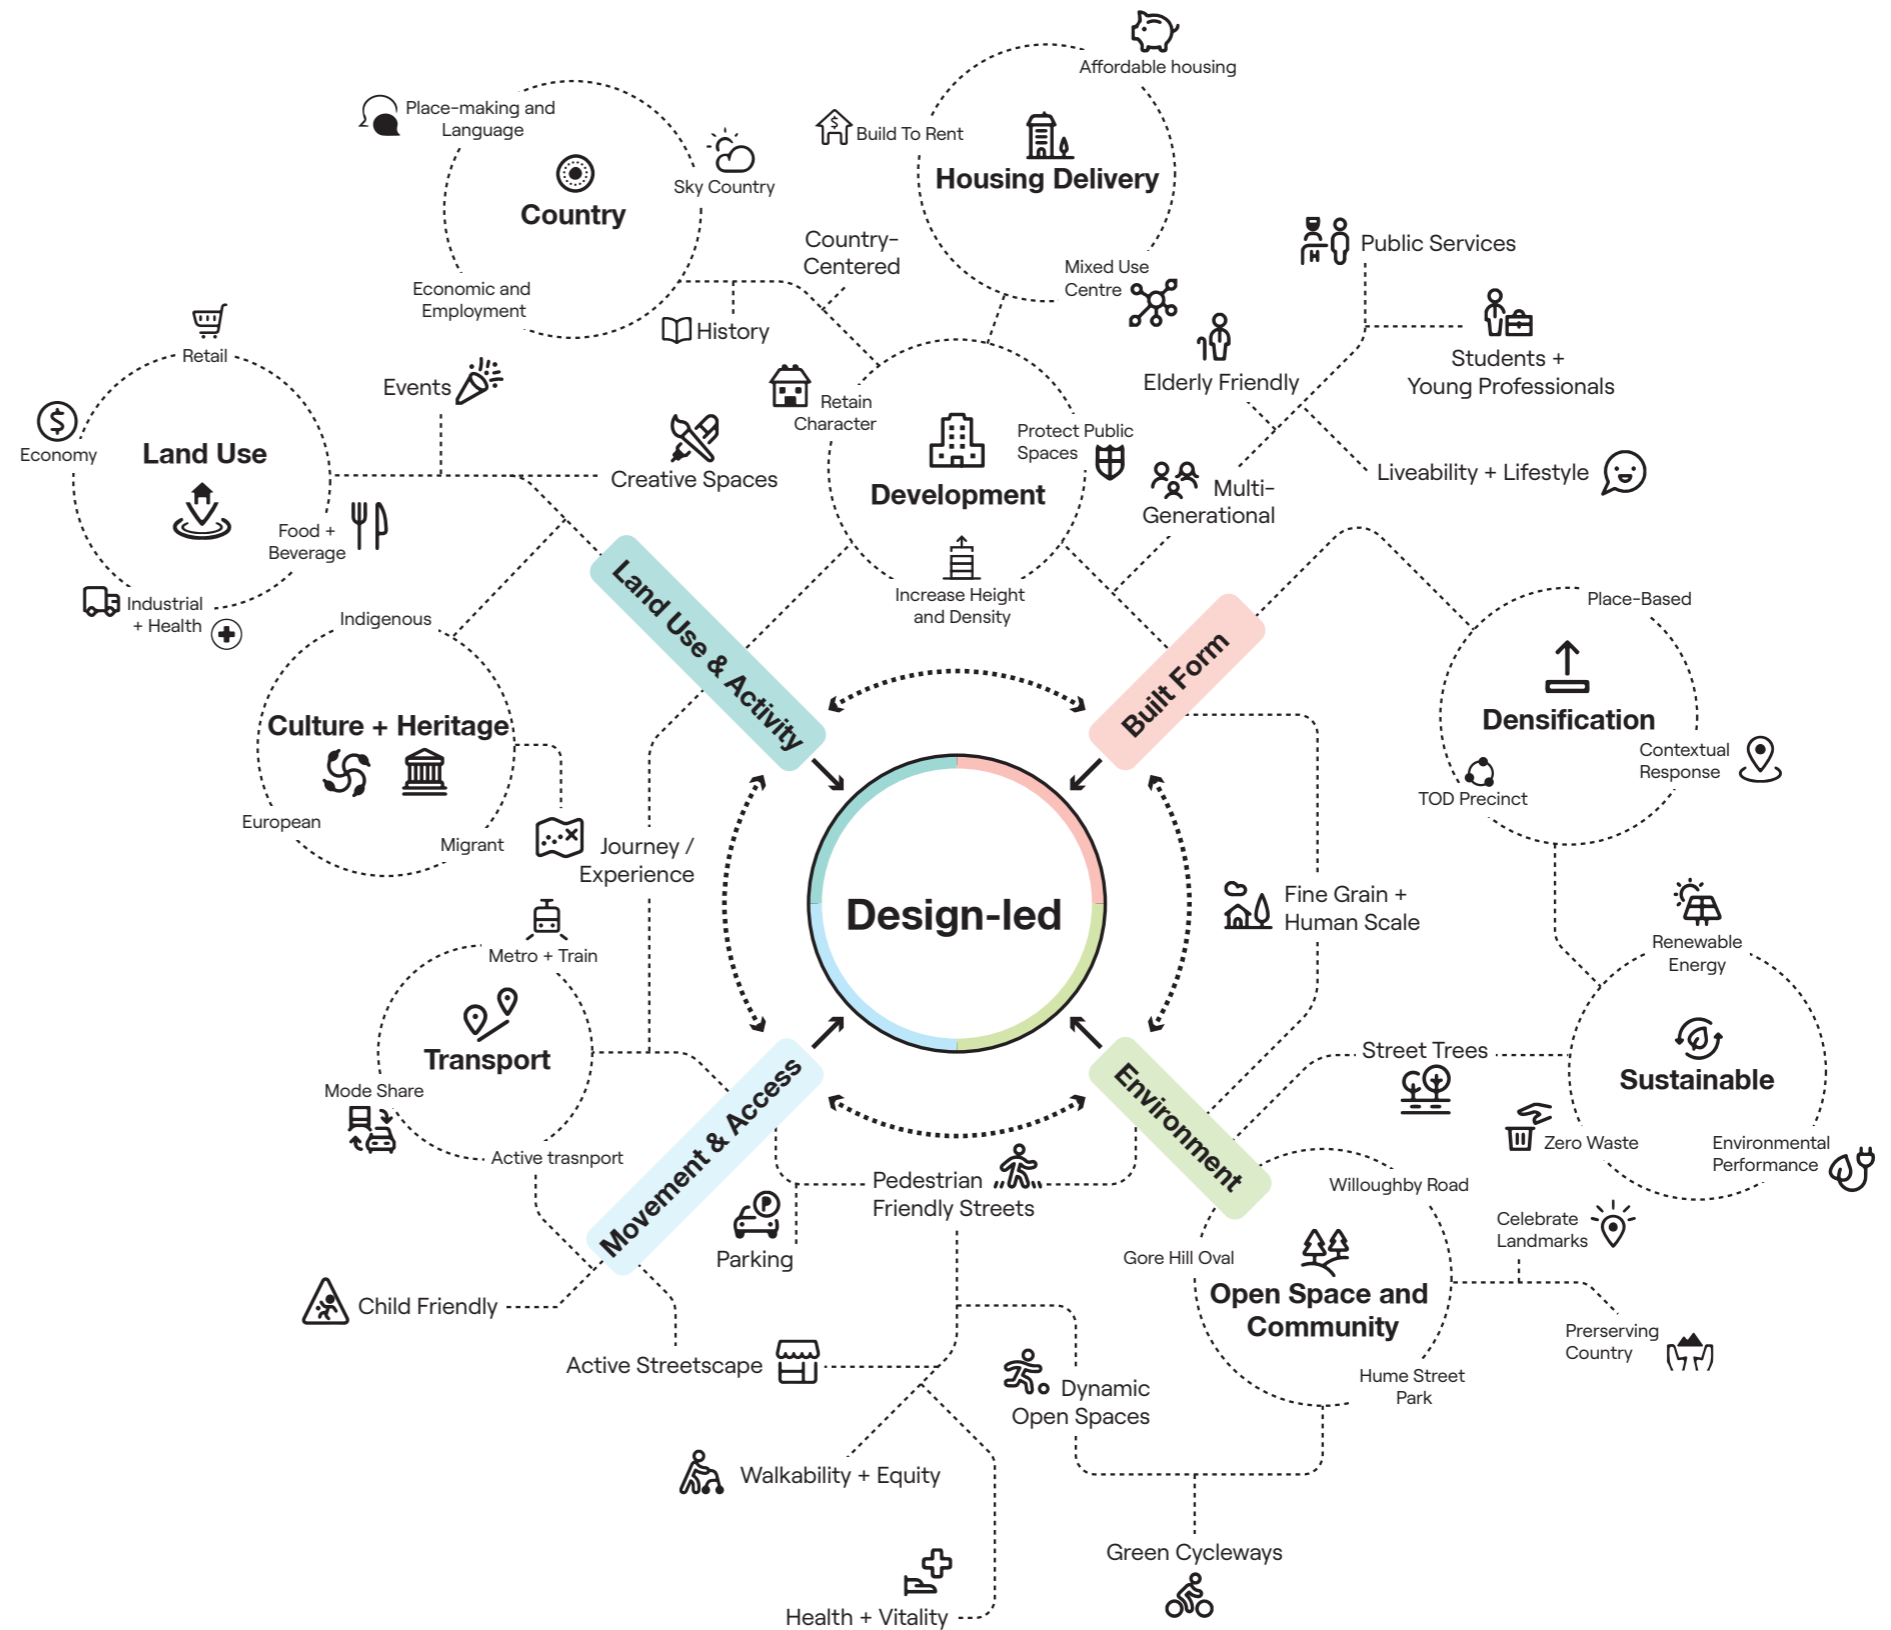 Affordable housing
Place-making and
Language
Build To Rent
Housing Delivery
Sky Country
Country
Country-
Centered
Public Services
Mixed Use
Centre
Economic and
Employment
History
Retail
Students +
Young Professionals
Elderly Friendly
Events
Retain
Character
Protect Public
Spaces
Economy
Land Use
Creative Spaces
Development
Liveability + Lifestyle
Multi-
Generational
Food +
Beverage
Industrial
+ Health
Increase Height
and Density
Indigenous
Place-Based
Land Use & Activity
Built Form
Culture + Heritage
Densification
Contextual
Response
TOD Precinct
European
Migrant
Journey /
Experience
Design-led
Fine Grain +
Human Scale
Metro + Train
Renewable
Energy
Transport
Street Trees
Sustainable
Mode Share
Active trasnport
Movement & Access
Environment
Zero Waste
Environmental
Performance
Pedestrian
Friendly Streets
Willoughby Road
Celebrate
Landmarks
Parking
Gore Hill Oval
Open Space and
Community
Child Friendly
Prerserving
Country
Active Streetscape
Dynamic
Open Spaces
Hume Street
Park
Walkability + Equity
Green Cycleways
Health + Vitality